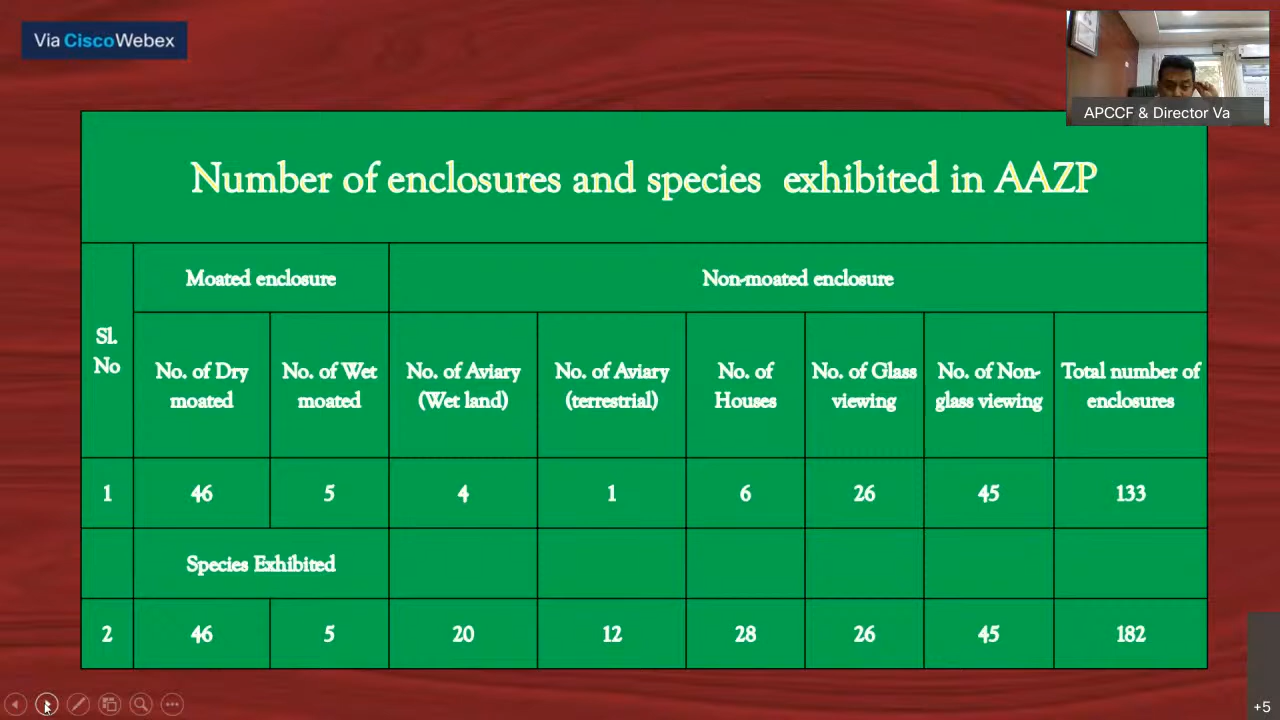 Via CiscoWebex
APCCF & Director Va
Number of enclosures and species exhibited in AAZP
Sl.
No
Moated enclosure
Non-moated enclosure
No. of Dry
moated
No. of Wet
moated
No. of Aviary
(Wet land)
No. of Aviary
(terrestrial)
No. of
Houses
No. of Glass
viewing
No. of Non-
glass viewing
Total number of
enclosures
1 46 5 4 1 6 26 45 133
Species Exhibited
2 46 5 20 12 28 26 45 182
+5